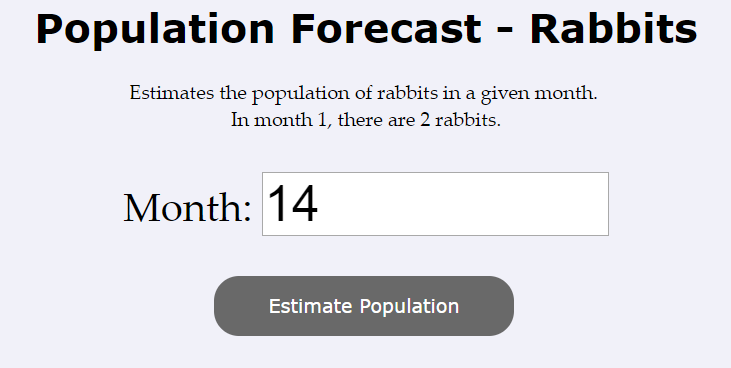 Population Forecast - Rabbits
Estimates the population of rabbits in a given month.
In month 1, there are 2 rabbits.
Month: 14
Estimate Population